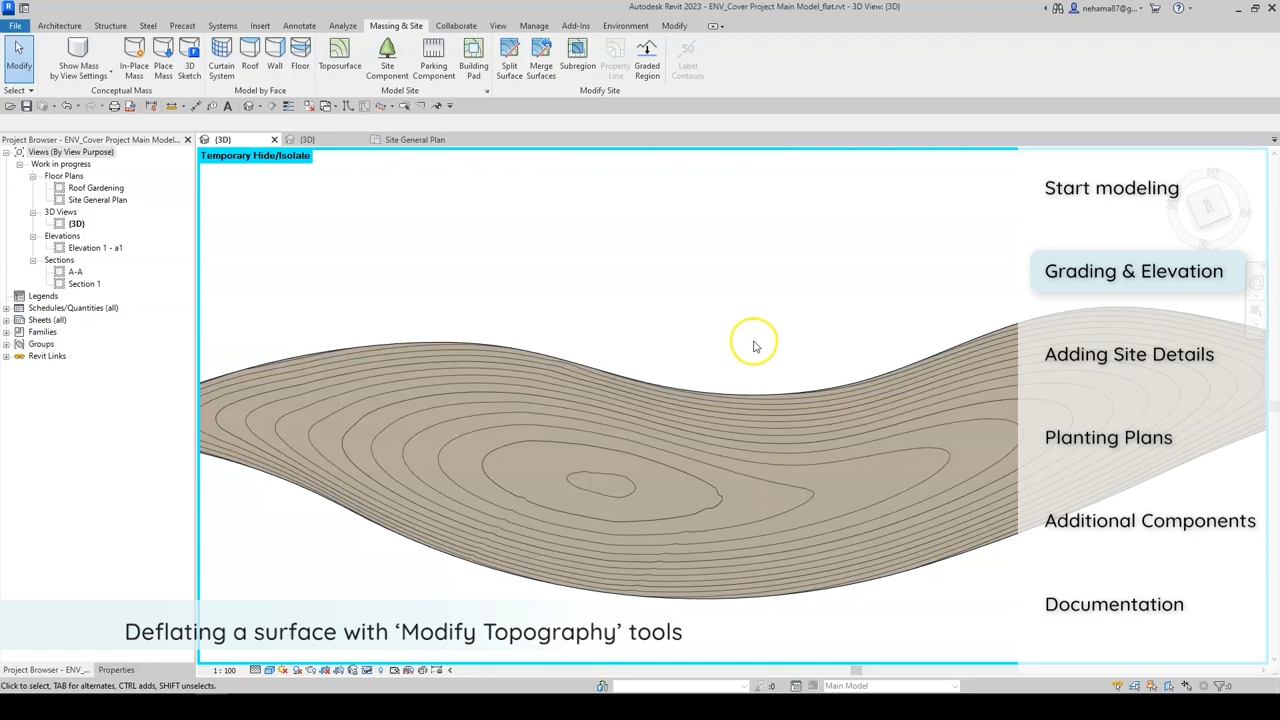 Autodesk Revit 2023 - ENV_Cover Project Main Model_flat.rvt - 3D View: {3D}
nehama87@g...
File Architecture Structure Steel Precast Systems Insert Annotate Analyze Massing & Site Collaborate View Manage Add-Ins Environment Modify
Modify
Show Mass
by View Settings
In-Place
Mass
Place
Mass
3D
Sketch
Curtain
System
Roof
Wall
Floor
Toposurface
Site
Component
Parking
Component
Building
Pad
Split
Surface
Merge
Surfaces
Subregion
Property
Line
Graded
Region
50
Label
Contours
Select
Conceptual Mass
Model by Face
Model Site
Modify Site
Project Browser - ENV_Cover Project Main Model...
{3D}
{3D}
Site General Plan
Views (By View Purpose)
Work in progress
Floor Plans
Roof Gardening
Site General Plan
3D Views
{3D}
Elevations
Elevation 1 - a1
Sections
A-A
Section 1
Legends
Schedules/Quantities (all)
Sheets (all)
Families
Groups
Revit Links
Temporary Hide/Isolate
TOP
Start modeling
Grading & Elevation
Adding Site Details
Planting Plans
Additional Components
Documentation
Deflating a surface with ‘Modify Topography’ tools
Project Browser - ENV_...
Properties
1 : 100
Click to select, TAB for alternates, CTRL adds, SHIFT unselects.
:0
Main Model
:0